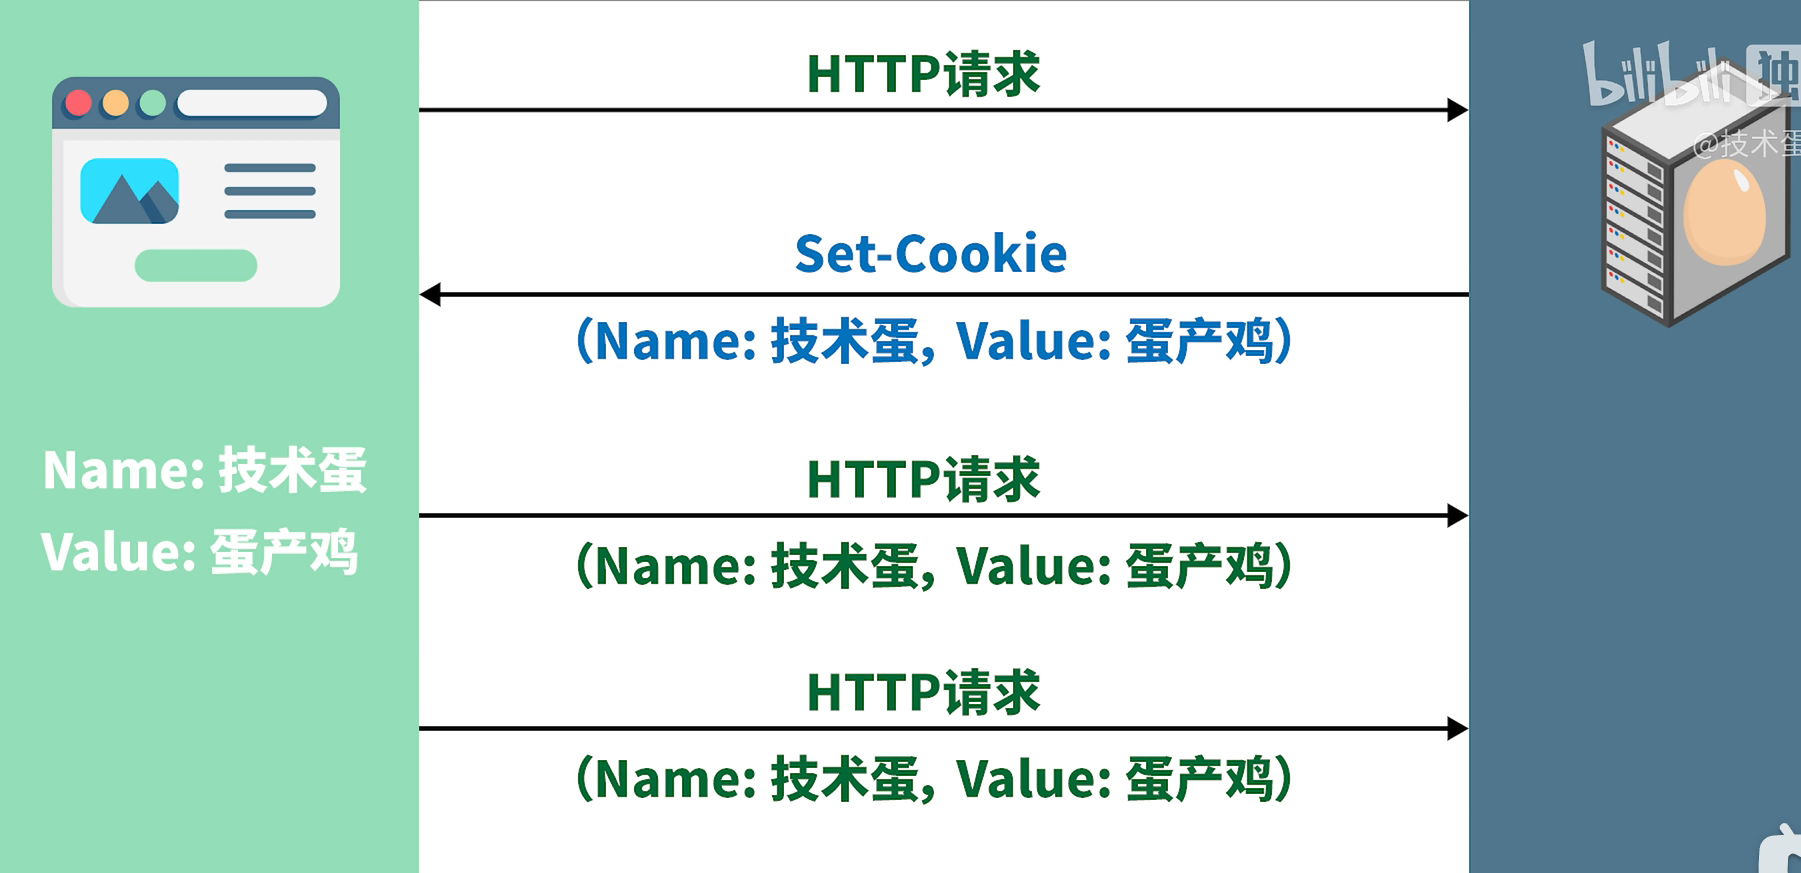 HTTP请求
Set-Cookie
（Name: 技术蛋, Value: 蛋产鸡）
Name: 技术蛋
Value: 蛋产鸡
HTTP请求
（Name: 技术蛋, Value: 蛋产鸡）
HTTP请求
（Name: 技术蛋, Value: 蛋产鸡）
bilibili 独
@技术蛋